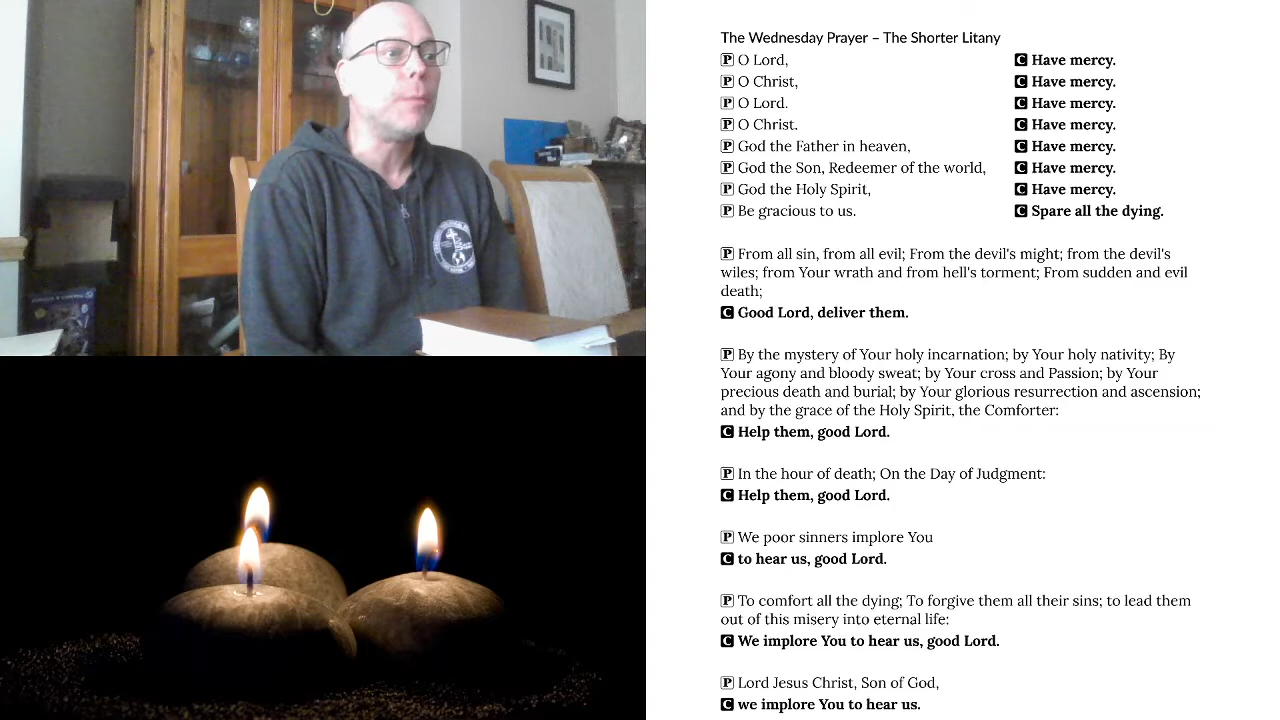 The Wednesday Prayer – The Shorter Litany
P O Lord, C Have mercy.
P O Christ, C Have mercy.
P O Lord. C Have mercy.
P O Christ. C Have mercy.
P God the Father in heaven, C Have mercy.
P God the Son, Redeemer of the world, C Have mercy.
P God the Holy Spirit, C Have mercy.
P Be gracious to us. C Spare all the dying.
P From all sin, from all evil; From the devil's might; from the devil's
wiles; from Your wrath and from hell's torment; From sudden and evil
death;
C Good Lord, deliver them.
P By the mystery of Your holy incarnation; by Your holy nativity; By
Your agony and bloody sweat; by Your cross and Passion; by Your
precious death and burial; by Your glorious resurrection and ascension;
and by the grace of the Holy Spirit, the Comforter:
C Help them, good Lord.
P In the hour of death; On the Day of Judgment:
C Help them, good Lord.
P We poor sinners implore You
C to hear us, good Lord.
P To comfort all the dying; To forgive them all their sins; to lead them
out of this misery into eternal life:
C We implore You to hear us, good Lord.
P Lord Jesus Christ, Son of God,
C we implore You to hear us.